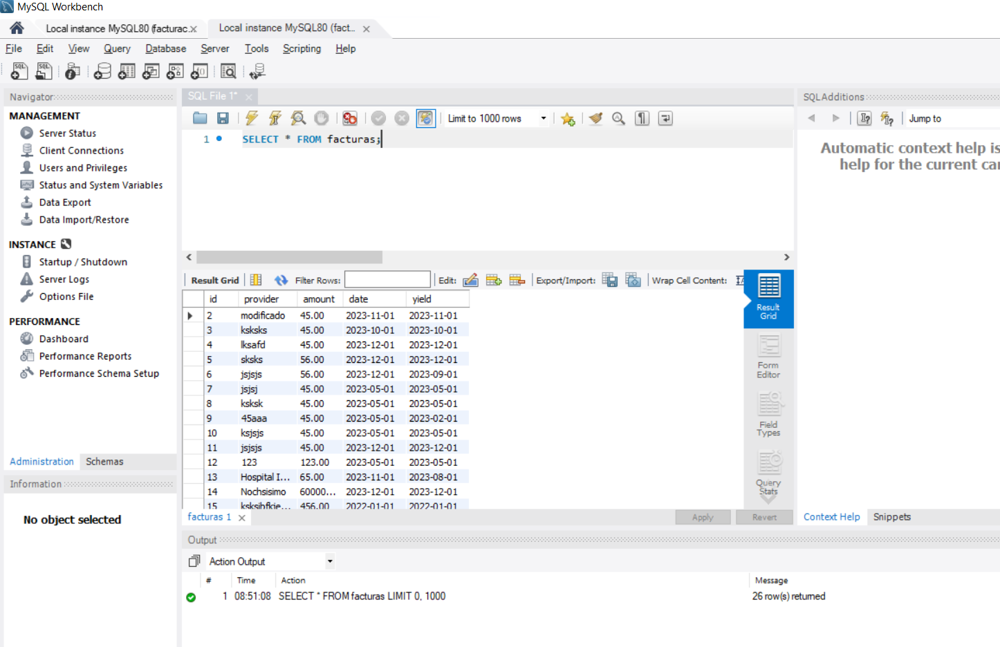 MySQL Workbench
Local instance MySQL80 (facturac. x
Local instance MySQL80 (fact... x
File Edit View Query Database Server Tools Scripting Help
Navigator
MANAGEMENT
Server Status
Client Connections
Users and Privileges
Status and System Variables
Data Export
Data Import/Restore
INSTANCE
Startup / Shutdown
Server Logs
Options File
PERFORMANCE
Dashboard
Performance Reports
Performance Schema Setup
Administration Schemas
Information
No object selected
SQL File 1* x
Limit to 1000 rows
1 SELECT * FROM facturas;
Result Grid Filter Rows: Edit: Export/Import: Wrap Cell Content:
id provider amount date yield
2 modificado 45.00 2023-11-01 2023-11-01
3 ksksks 45.00 2023-10-01 2023-10-01
4 lksafd 45.00 2023-12-01 2023-12-01
5 sksks 56.00 2023-12-01 2023-12-01
6 jsjsjs 56.00 2023-12-01 2023-09-01
7 jsjsj 45.00 2023-05-01 2023-05-01
8 ksksk 45.00 2023-05-01 2023-05-01
9 45aaa 45.00 2023-05-01 2023-02-01
10 ksjsjs 45.00 2023-05-01 2023-05-01
11 jsjsjs 45.00 2023-12-01 2023-12-01
12 123 123.00 2023-05-01 2023-05-01
13 Hospital I... 65.00 2023-11-01 2023-08-01
14 Nochsisimo 60000... 2023-12-01 2023-12-01
15 456.00 2022-01-01 2022-01-01
Result
Grid
Form
Editor
Field
Types
Query
Stats
facturas 1 x
Apply Revert
Output
Action Output
# Time Action Message
1 08:51:08 SELECT * FROM facturas LIMIT 0, 1000 26 row(s) returned
SQLAdditions
Jump to
Automatic context help is
help for the current car
Context Help Snippets